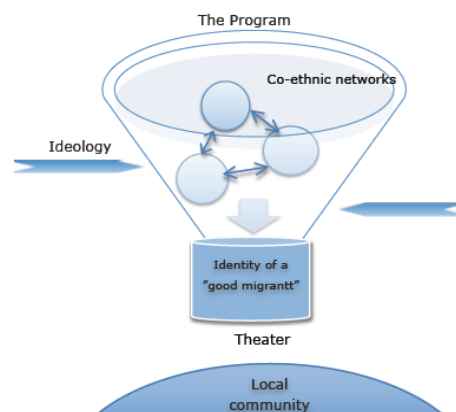 The Program
Co-ethnic networks
Ideology
Identity of a
"good migrantt"
Theater
Local
community